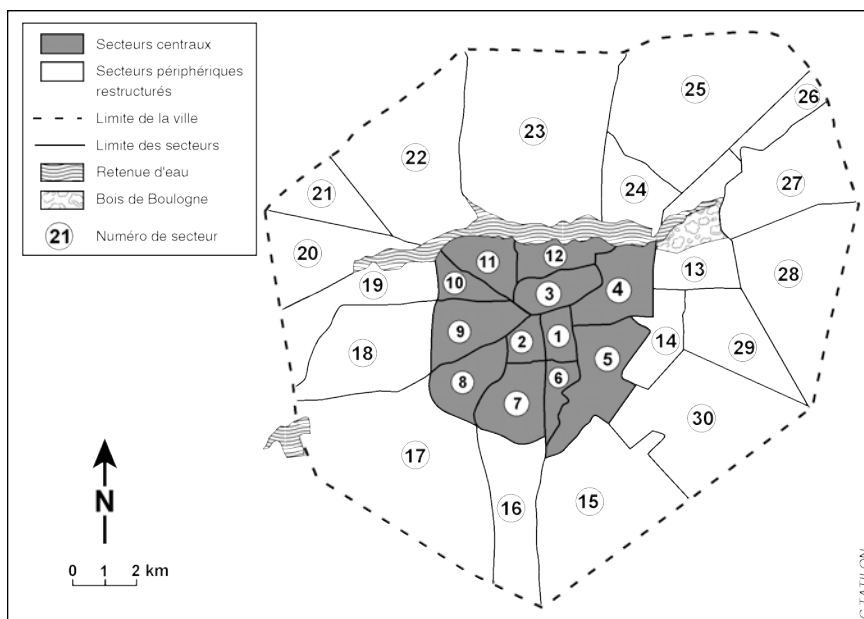 Secteurs centraux
Secteurs périphériques
restructurés
Limite de la ville
Limite des secteurs
Retenue d'eau
Bois de Boulogne
21 Numéro de secteur
25
26
23
22
24
27
21
20
12
11
13
28
19
10
3
4
9
2
1
14
29
18
5
8
6
7
30
17
15
16
N
0 1 2 km
C.TATILON